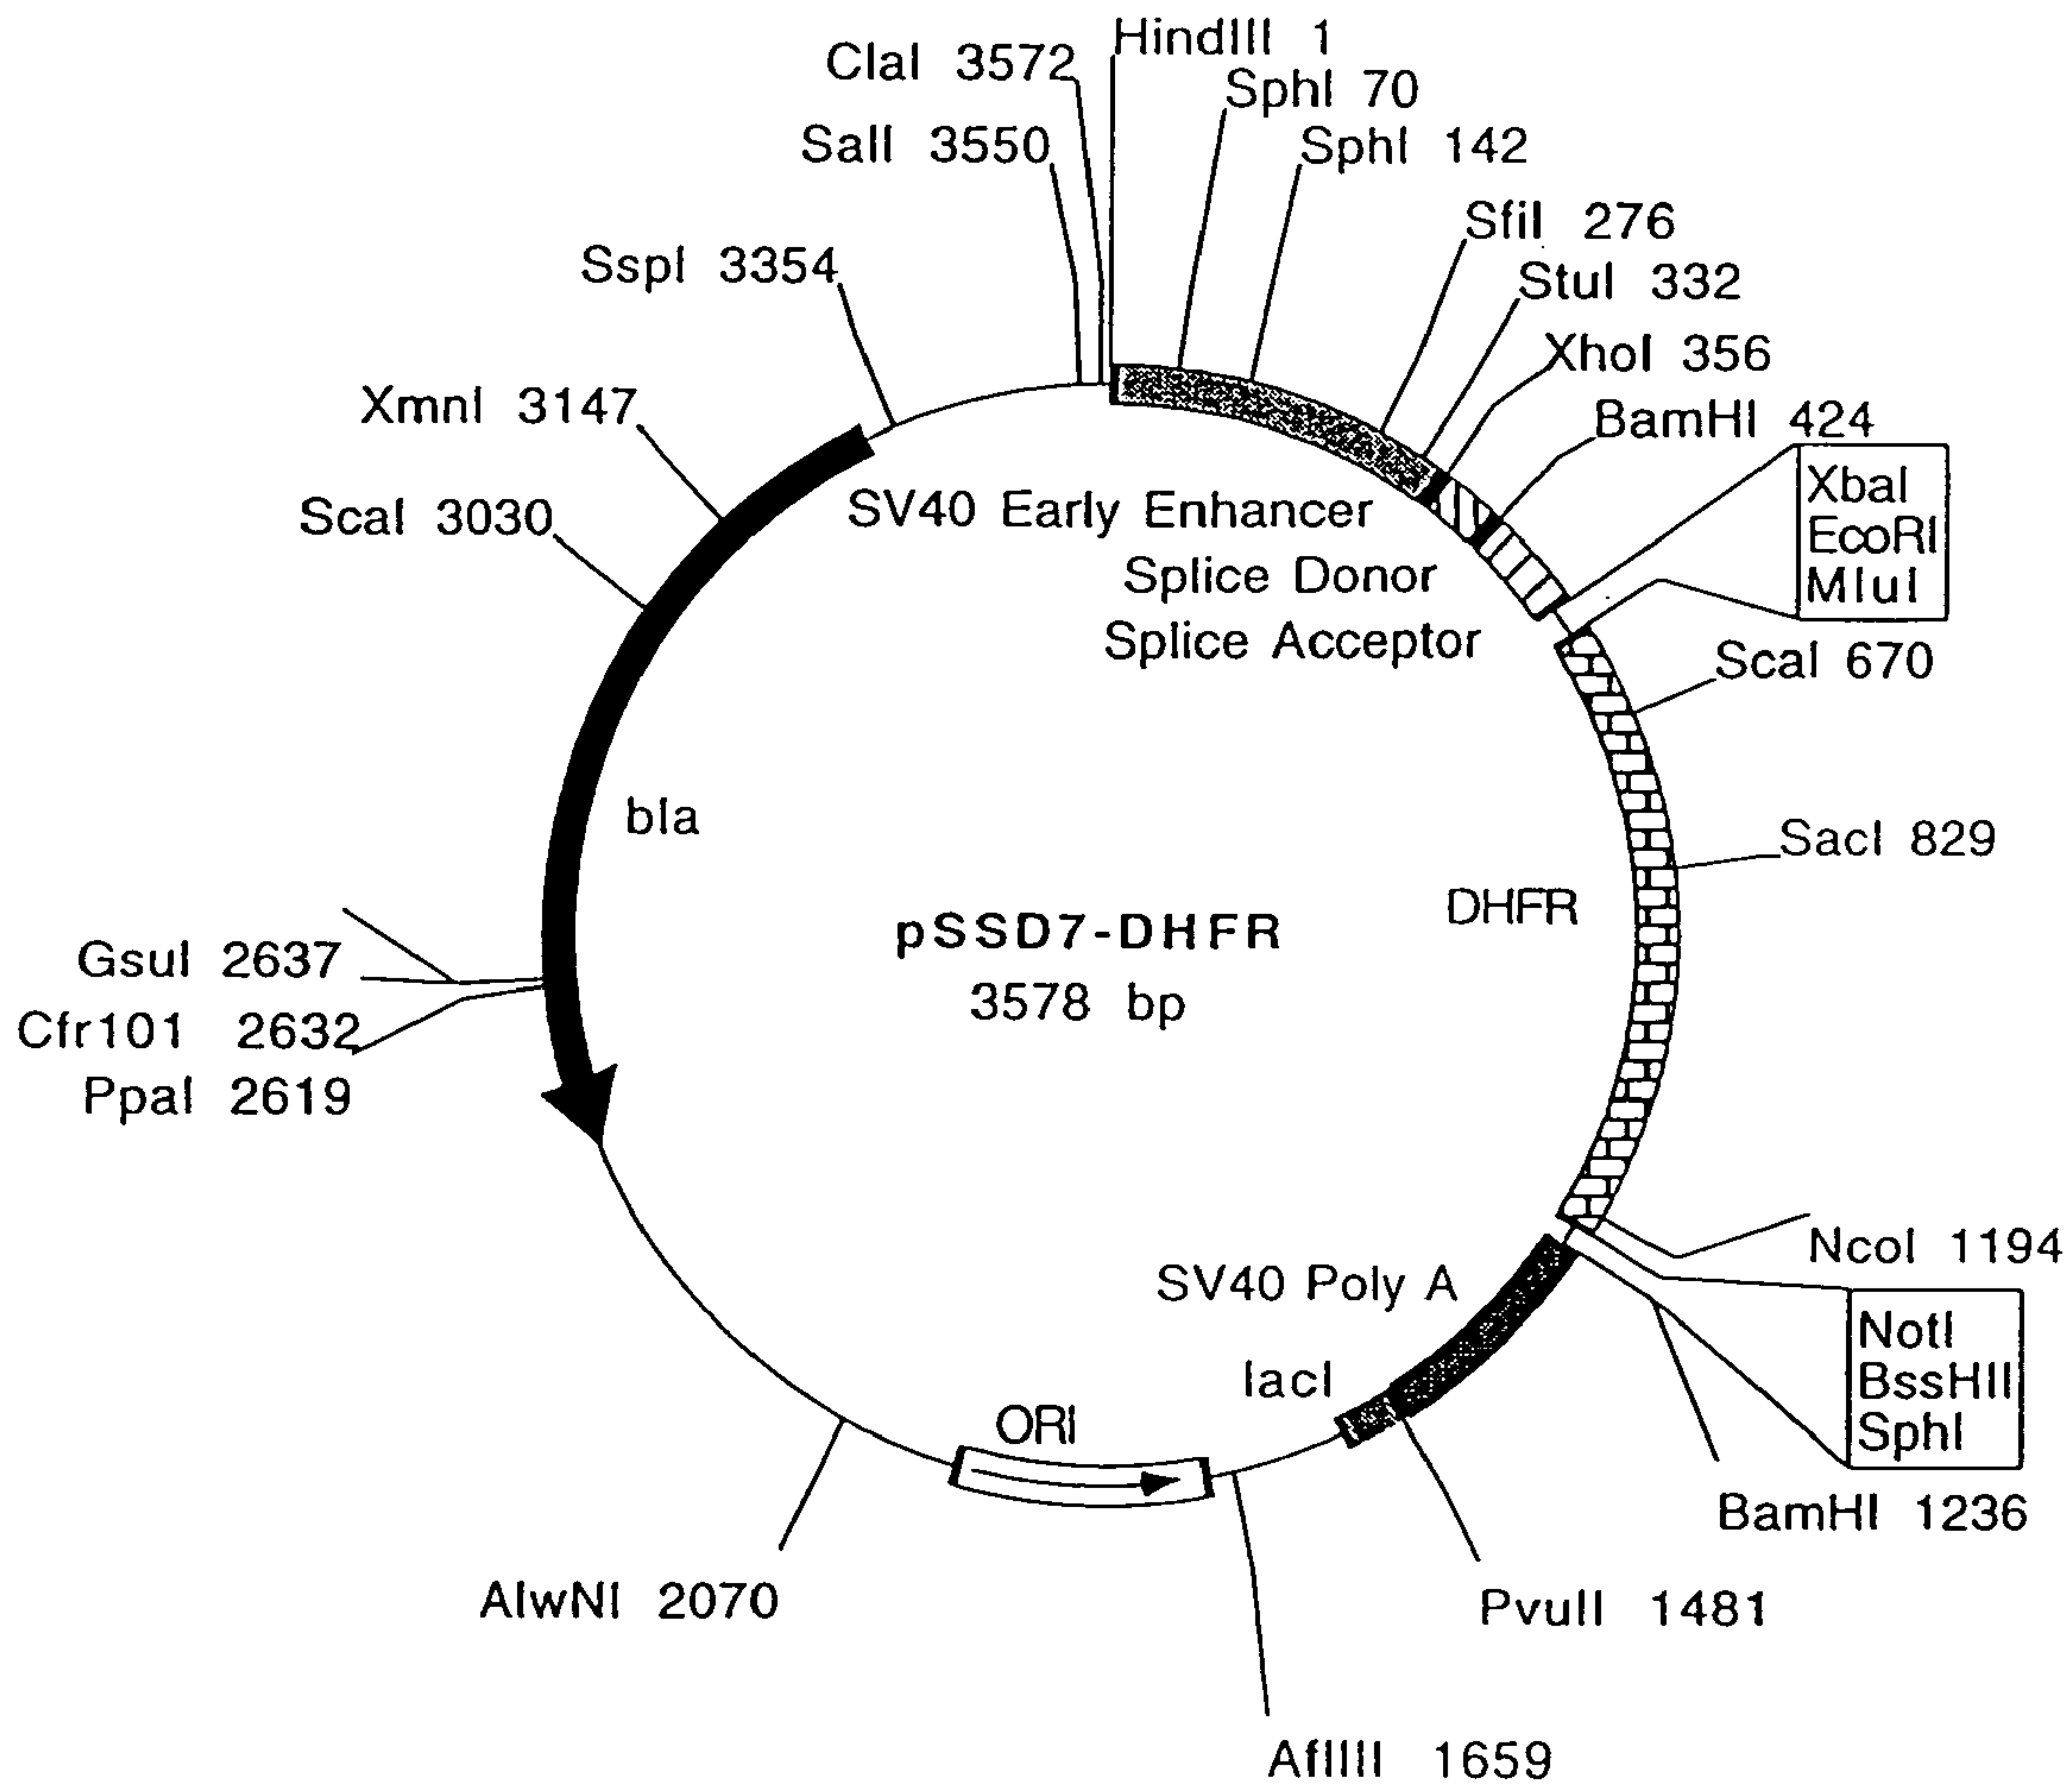 HindIII 1
ClaI 3572
SphI 70
SalI 3550
SphI 142
SfiI 276
SspI 3354
StuI 332
XhoI 356
XmnI 3147
BamHI 424
XbaI
EcoRI
MluI
ScaI 3030
SV40 Early Enhancer
Splice Donor
Splice Acceptor
ScaI 670
bla
SacI 829
DHFR
pSSD7-DHFR
3578 bp
GsuI 2637
Cfr101 2632
PpaI 2619
NcoI 1194
SV40 Poly A
NotI
BssHII
SphI
lacI
ORI
BamHI 1236
AlwNI 2070
PvuII 1481
AflIII 1659